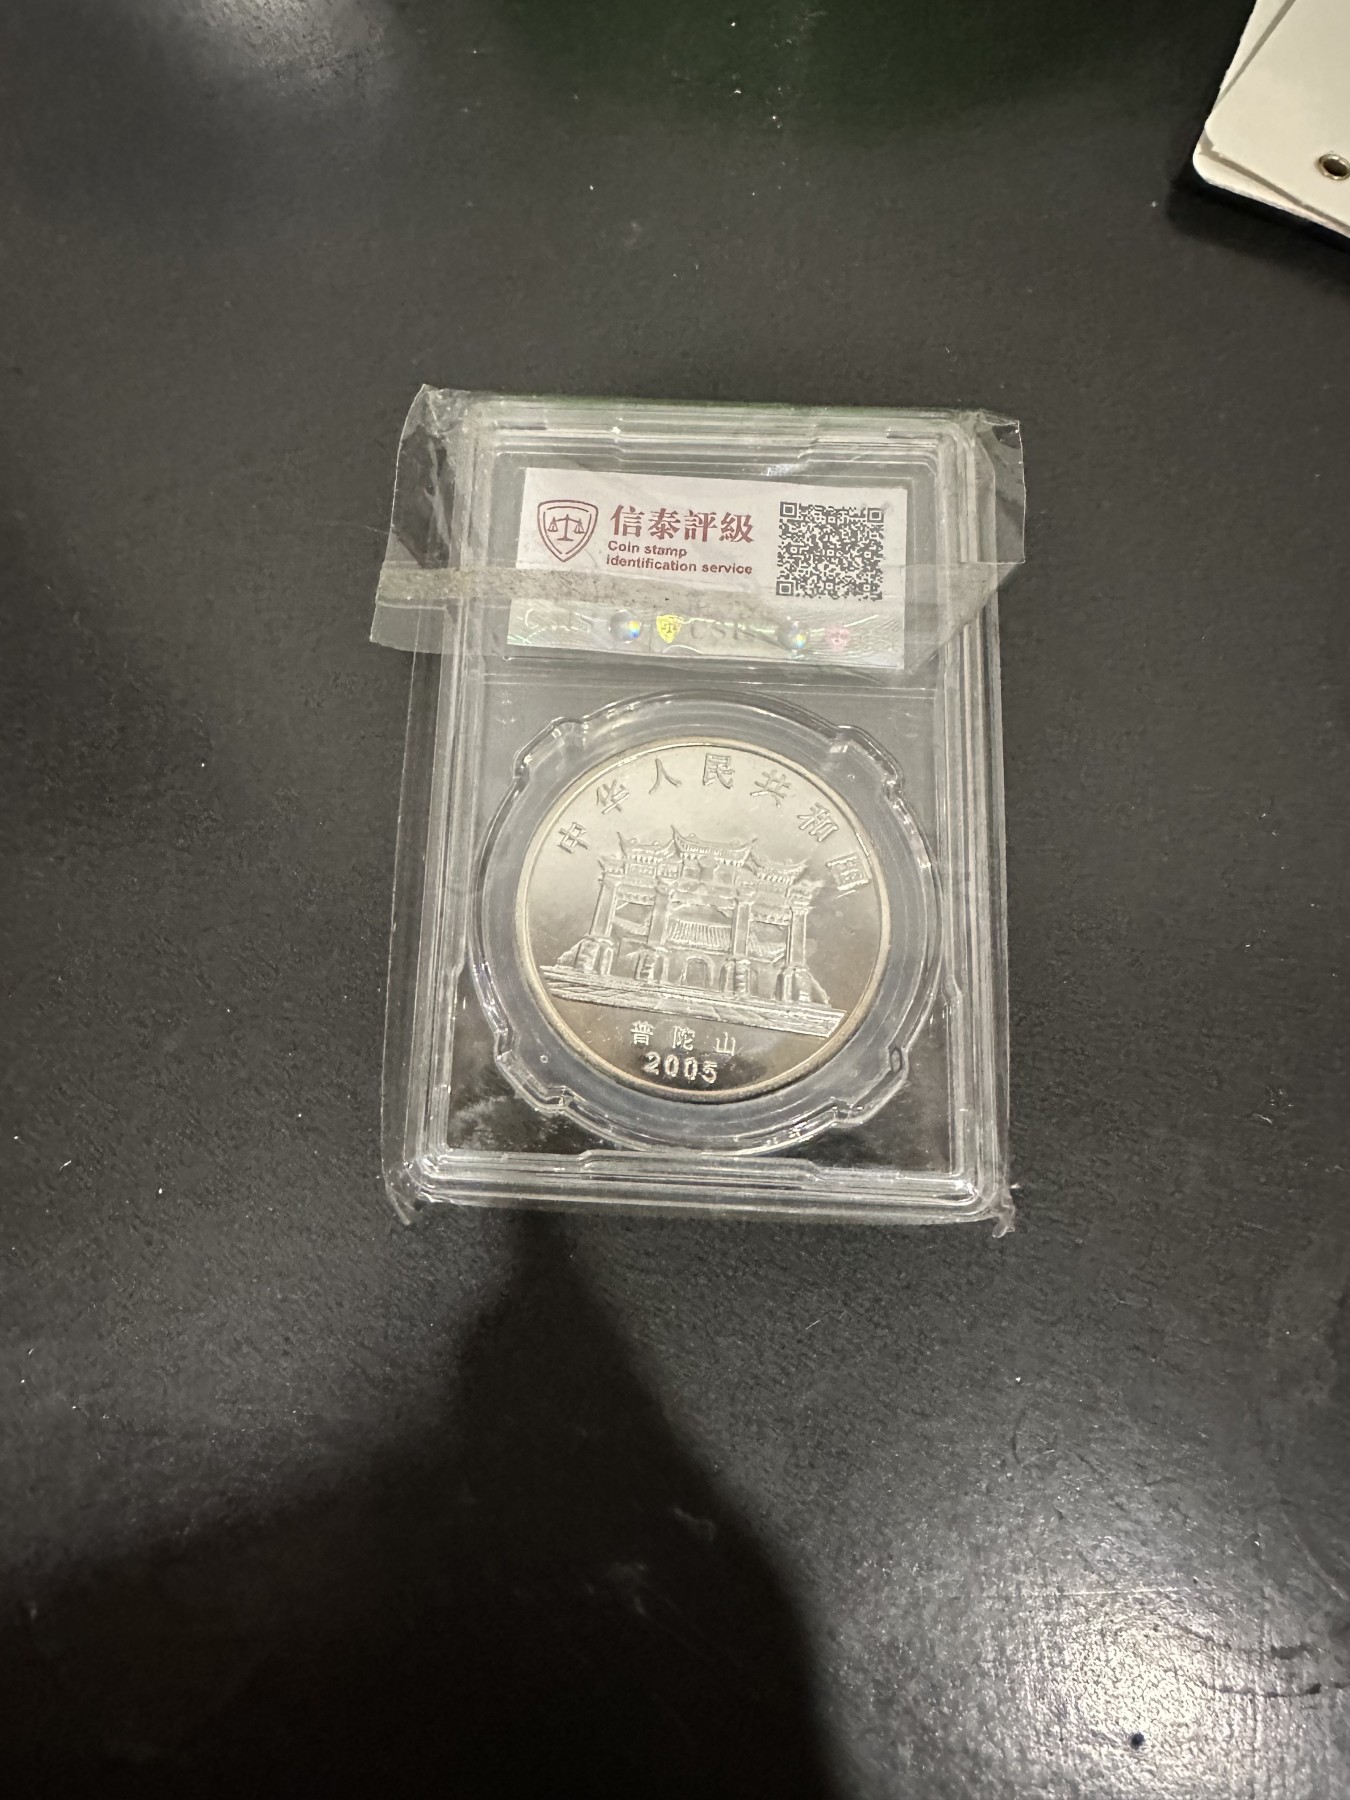 信泰評級
Coin stamp
identification service
中华人民共和国
普陀山
2005